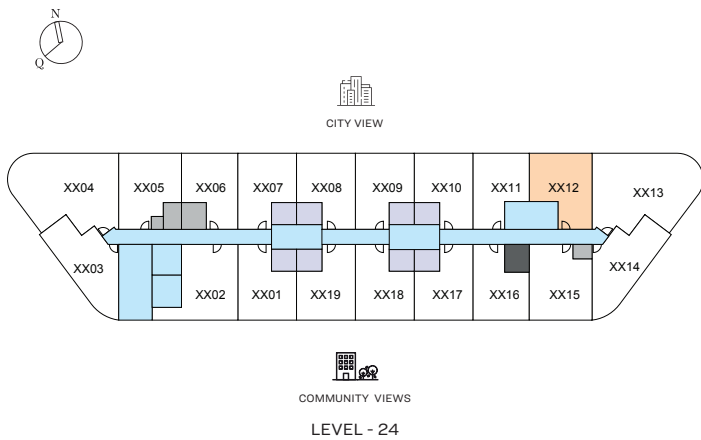 N
Q
CITY VIEW
XX04
XX05
XX06
XX07
XX08
XX09
XX10
XX11
XX12
XX13
XX03
XX02
XX01
XX19
XX18
XX17
XX16
XX15
XX14
COMMUNITY VIEWS
LEVEL - 24